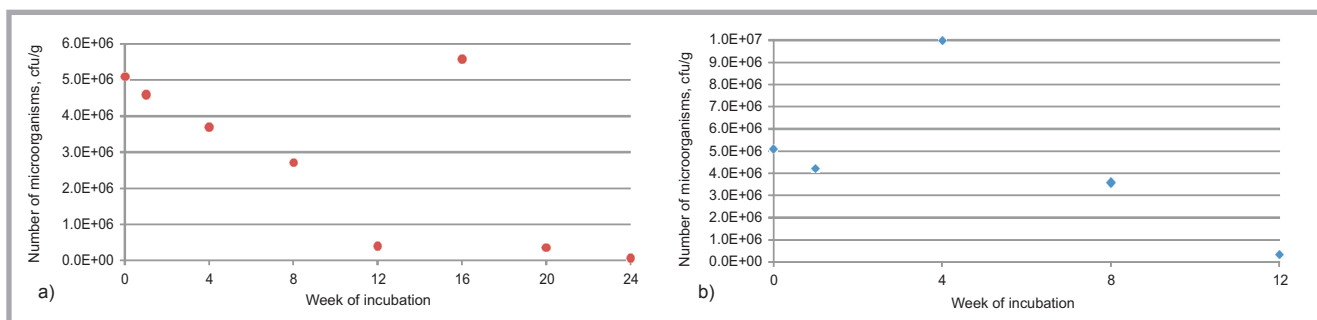 Number of microorganisms, cfu/g
6.0E+06
5.0E+06
4.0E+06
3.0E+06
2.0E+06
1.0E+06
0.0E+00
0 4 8 12 16 20 24
Week of incubation
a)
Number of microorganisms, cfu/g
1.0E+07
9.0E+06
8.0E+06
7.0E+06
6.0E+06
5.0E+06
4.0E+06
3.0E+06
2.0E+06
1.0E+06
0.0E+00
0 4 8 12
Week of incubation
b)